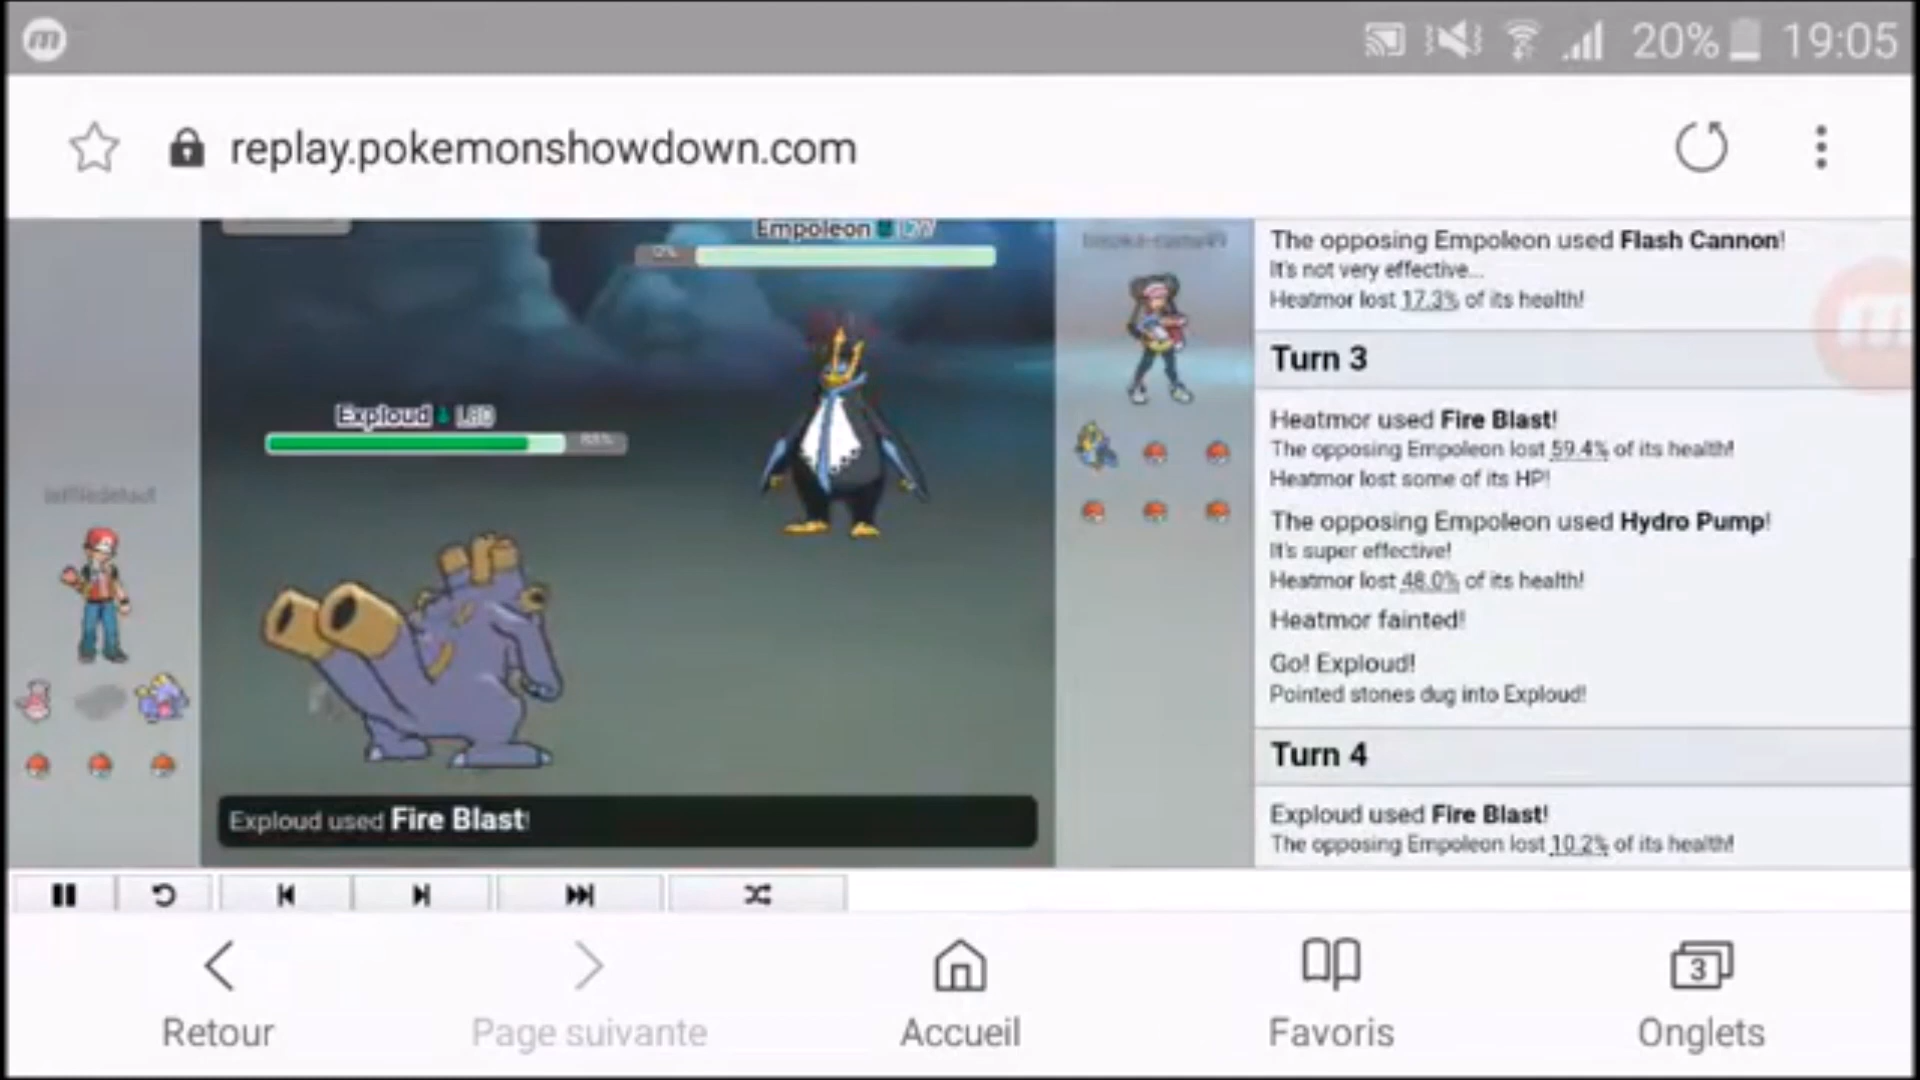 20% 19:05
replay.pokemonshowdown.com
Empoleon
0%
Exploud L80
88%
Exploud used Fire Blast!
The opposing Empoleon used Flash Cannon!
It's not very effective...
Heatmor lost 17.3% of its health!
Turn 3
Heatmor used Fire Blast!
The opposing Empoleon lost 59.4% of its health!
Heatmor lost some of its HP!
The opposing Empoleon used Hydro Pump!
It's super effective!
Heatmor lost 48.0% of its health!
Heatmor fainted!
Go! Exploud!
Pointed stones dug into Exploud!
Turn 4
Exploud used Fire Blast!
The opposing Empoleon lost 10.2% of its health!
Retour
Page suivante
Accueil
Favoris
3
Onglets